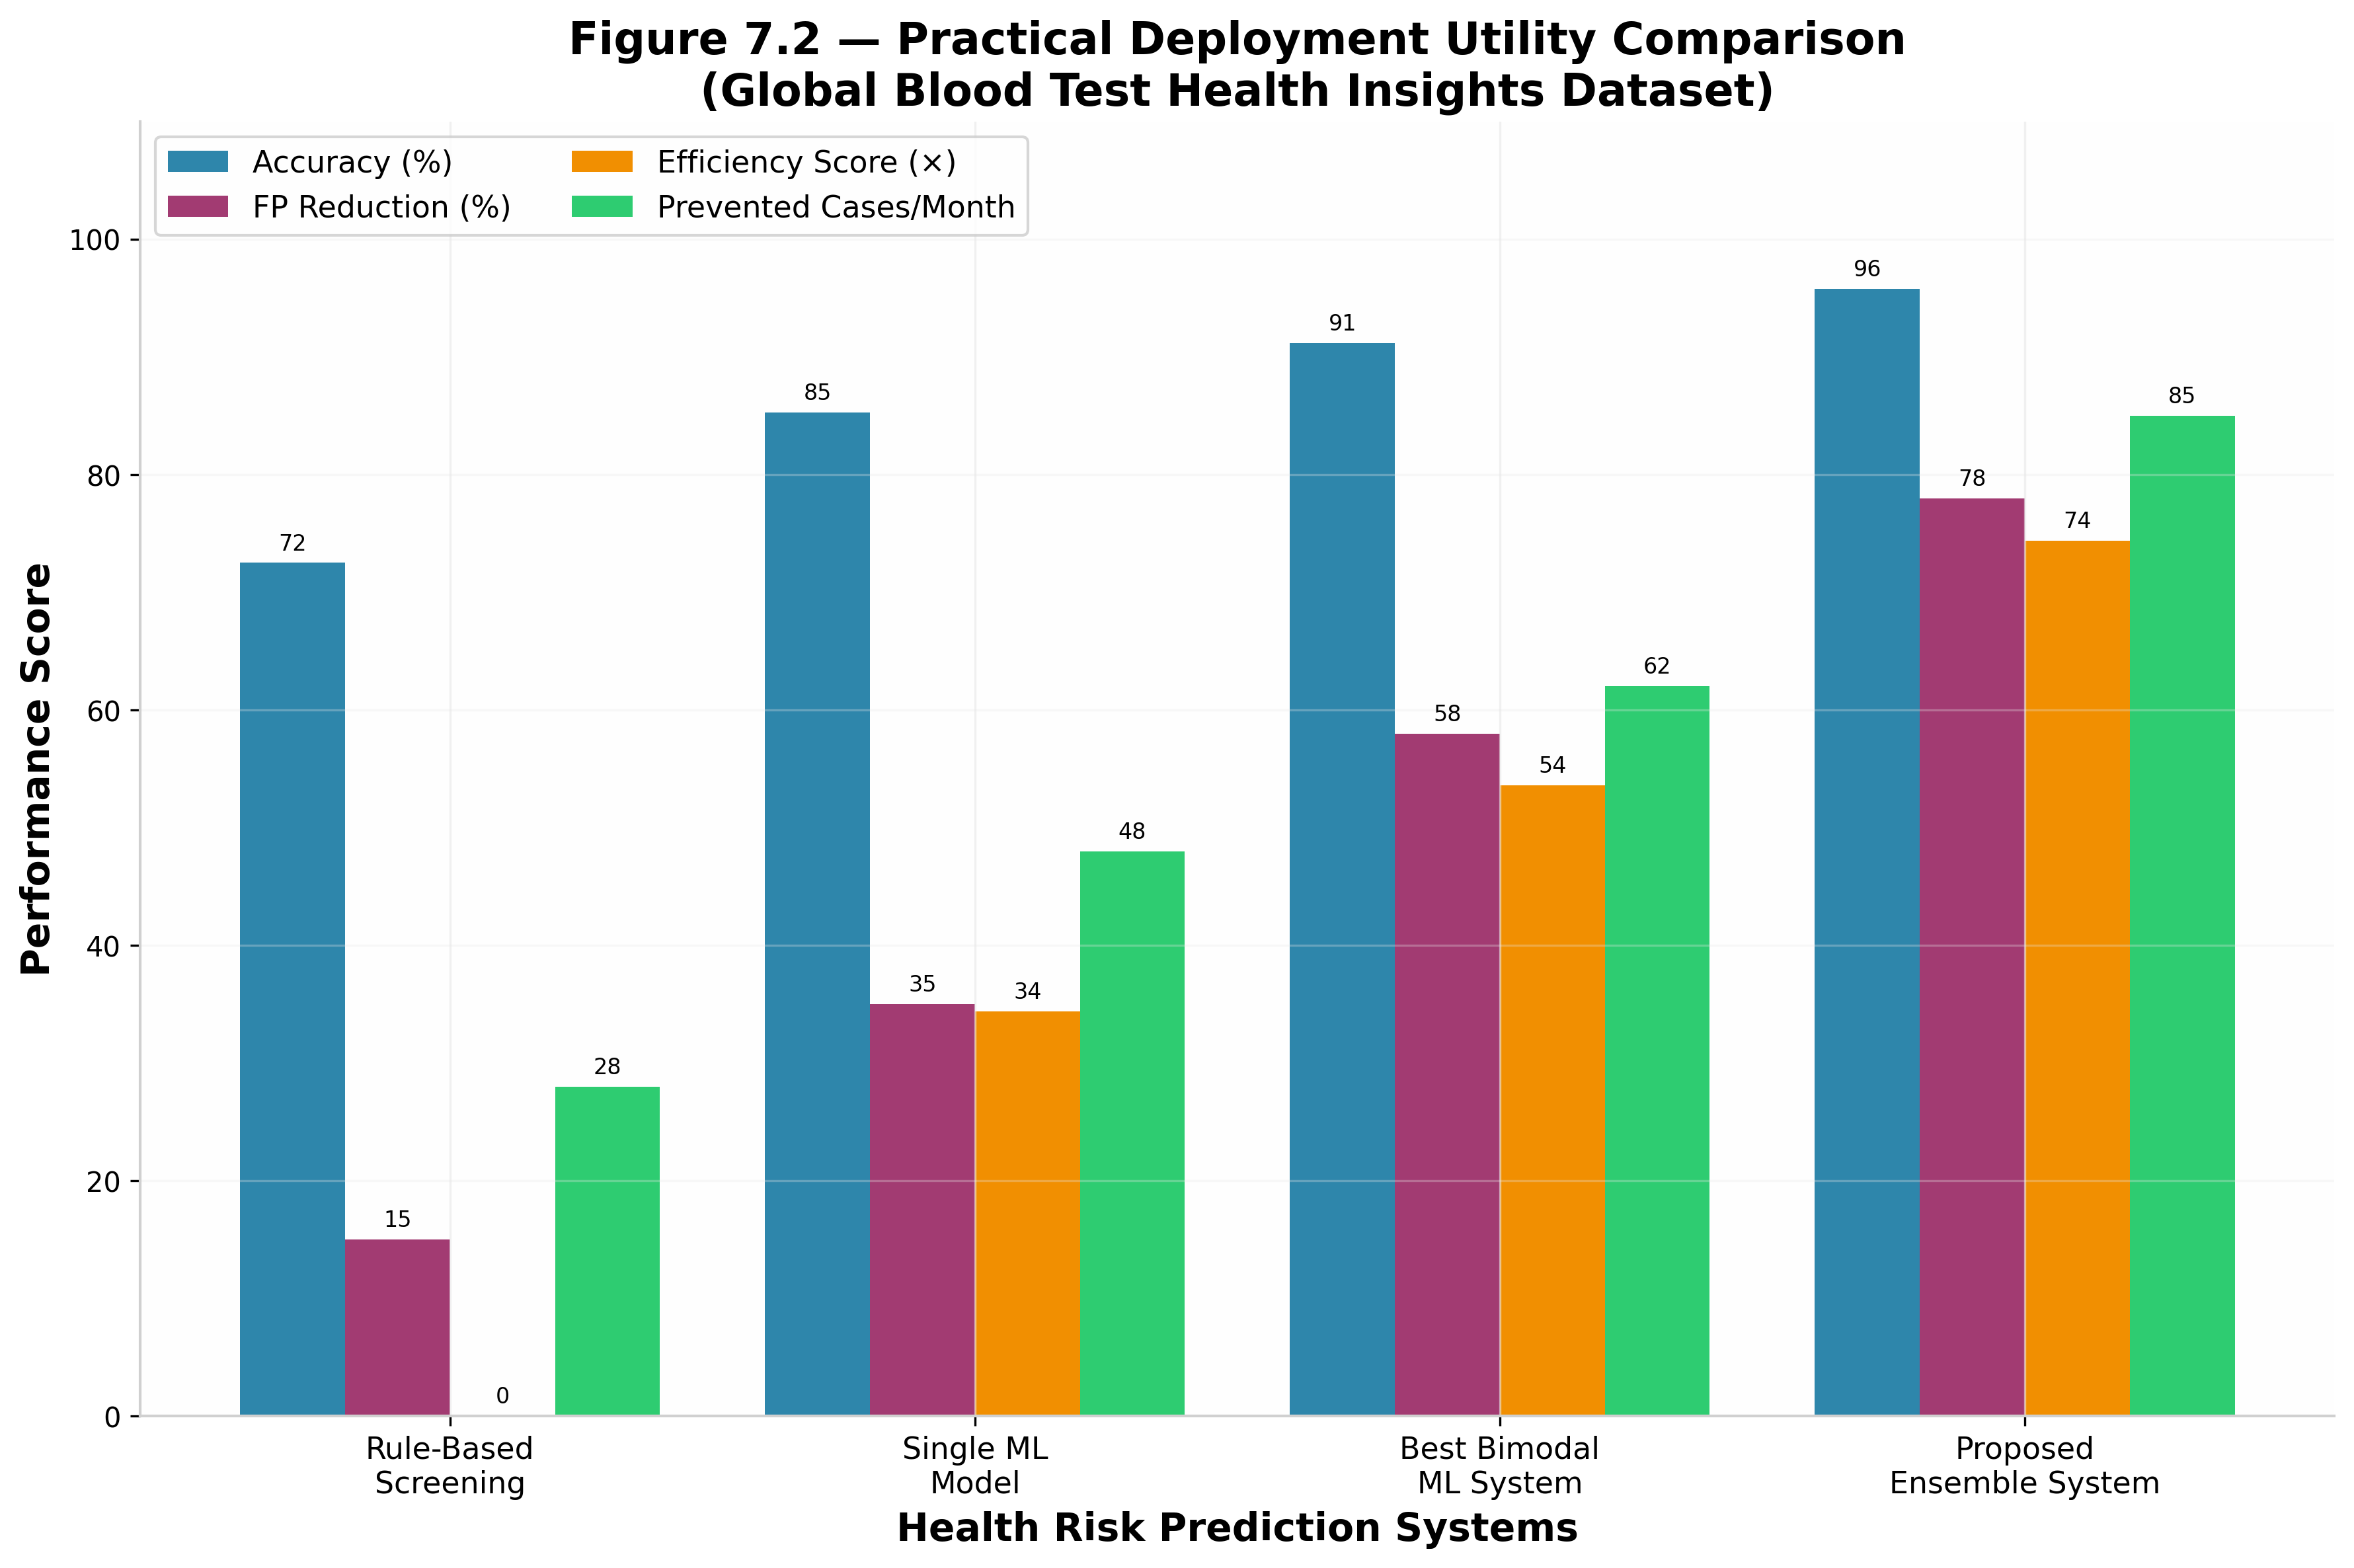 Figure 7.2 — Practical Deployment Utility Comparison
(Global Blood Test Health Insights Dataset)
Accuracy (%)
FP Reduction (%)
Efficiency Score (×)
Prevented Cases/Month
Performance Score
100
80
60
40
20
0
72
15
0
28
85
35
34
48
91
58
54
62
96
78
74
85
Rule-Based
Screening
Single ML
Model
Best Bimodal
ML System
Proposed
Ensemble System
Health Risk Prediction Systems